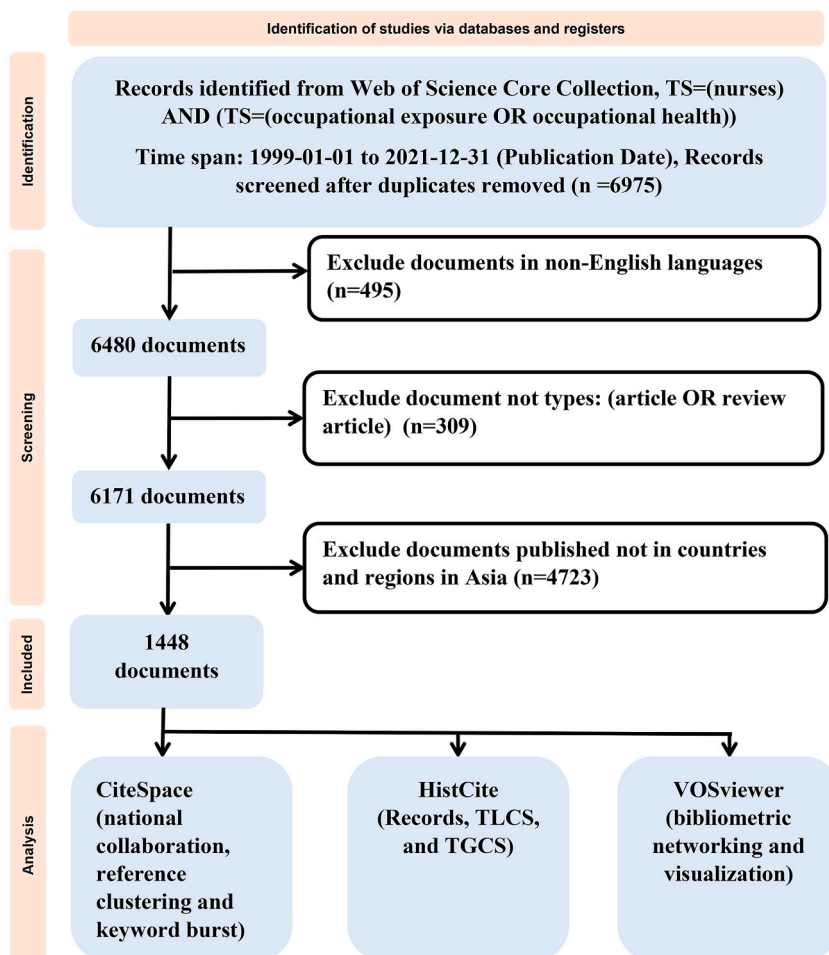 Identification of studies via databases and registers
Identification
Records identified from Web of Science Core Collection, TS=(nurses)
AND (TS=(occupational exposure OR occupational health))
Time span: 1999-01-01 to 2021-12-31 (Publication Date), Records
screened after duplicates removed (n =6975)
Screening
Exclude documents in non-English languages
(n=495)
6480 documents
Exclude document not types: (article OR review
article) (n=309)
6171 documents
Exclude documents published not in countries
and regions in Asia (n=4723)
Included
1448
documents
Analysis
CiteSpace
(national
collaboration,
reference
clustering and
keyword burst)
HistCite
(Records, TLCS,
and TGCS)
VOSviewer
(bibliometric
networking and
visualization)